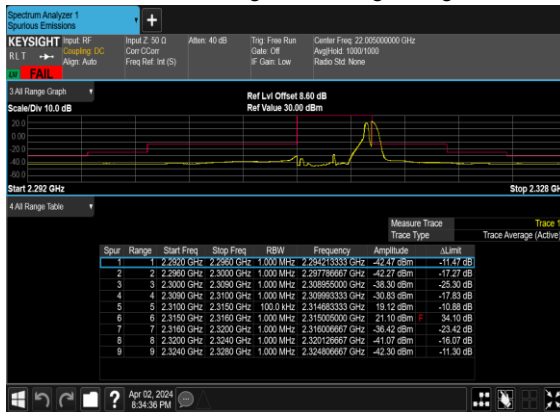 Spectrum Analyzer 1
Spurious Emissions
+
KEYSIGHT Input: RF Input Z: 50 Ω Atten: 40 dB Trig: Free Run Center Freq: 22.005000000 GHz
RLT Coupling: DC Corr CCorr Gate: Off Avg|Hold: 1000/1000
Align: Auto Freq Ref: Int (S) IF Gain: Low Radio Std: None
FAIL
3 All Range Graph Ref Lvl Offset 8.60 dB
Scale/Div 10.0 dB Ref Value 30.00 dBm
20.0
0.00
-20.0
-40.0
-60.0
Start 2.292 GHz Stop 2.328 GH
4 All Range Table
Measure Trace Trace 1
Trace Type Trace Average (Active)
Spur Range Start Freq Stop Freq RBW Frequency Amplitude ΔLimit
1 1 2.2920 GHz 2.2960 GHz 1.000 MHz 2.294213333 GHz -42.47 dBm -11.47 dB
2 2 2.2960 GHz 2.3000 GHz 1.000 MHz 2.297786667 GHz -42.27 dBm -17.27 dB
3 3 2.3000 GHz 2.3090 GHz 1.000 MHz 2.308955000 GHz -38.30 dBm -25.30 dB
4 4 2.3090 GHz 2.3100 GHz 1.000 MHz 2.309993333 GHz -30.83 dBm -17.83 dB
5 5 2.3100 GHz 2.3150 GHz 100.0 kHz 2.314683333 GHz 19.12 dBm -10.88 dB
6 6 2.3150 GHz 2.3160 GHz 1.000 MHz 2.315005000 GHz 21.10 dBm F 34.10 dB
7 7 2.3160 GHz 2.3200 GHz 1.000 MHz 2.316006667 GHz -36.42 dBm -23.42 dB
8 8 2.3200 GHz 2.3240 GHz 1.000 MHz 2.320126667 GHz -41.07 dBm -16.07 dB
9 9 2.3240 GHz 2.3280 GHz 1.000 MHz 2.324806667 GHz -42.30 dBm -11.30 dB
? Apr 02, 2024
8:34:36 PM